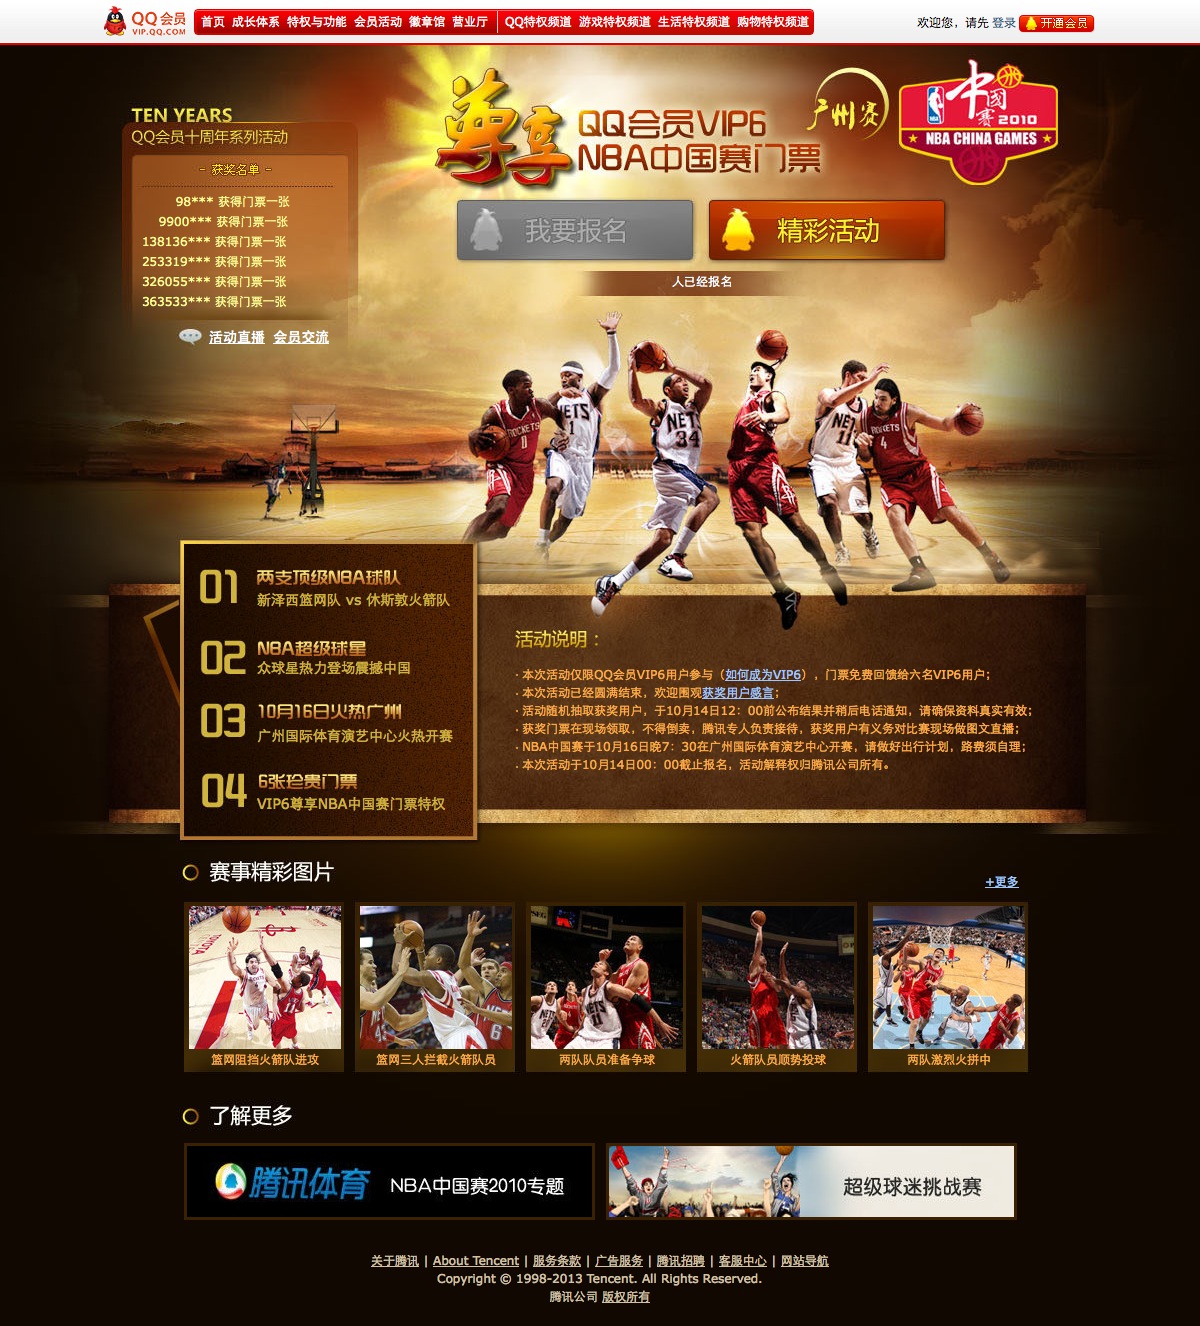 QQ会员
VIP.QQ.COM
首页 成长体系 特权与功能 会员活动 徽章馆 营业厅 QQ特权频道 游戏特权频道 生活特权频道 购物特权频道
欢迎您，请先 登录 开通会员
TEN YEARS
QQ会员十周年系列活动
- 获奖名单 -
98*** 获得门票一张
9900*** 获得门票一张
138136*** 获得门票一张
253319*** 获得门票一张
326055*** 获得门票一张
363533*** 获得门票一张
活动直播 会员交流
尊享
QQ会员VIP6
NBA中国赛门票
广州赛
中国赛 2010
NBA CHINA GAMES
我要报名
精彩活动
人已经报名
ROCKETS
NETS
1
NETS
34
NETS
11
ROCKETS
4
01 两支顶级NBA球队
新泽西篮网队 vs 休斯敦火箭队
02 NBA超级球星
众球星热力登场震撼中国
03 10月16日火热广州
广州国际体育演艺中心火热开赛
04 6张珍贵门票
VIP6尊享NBA中国赛门票特权
活动说明：
· 本次活动仅限QQ会员VIP6用户参与（如何成为VIP6），门票免费回馈给六名VIP6用户；
· 本次活动已经圆满结束，欢迎围观获奖用户感言；
· 活动随机抽取获奖用户，于10月14日12：00前公布结果并稍后电话通知，请确保资料真实有效；
· 获奖门票在现场领取，不得倒卖，腾讯专人负责接待，获奖用户有义务对比赛现场做图文直播；
· NBA中国赛于10月16日晚7：30在广州国际体育演艺中心开赛，请做好出行计划，路费须自理；
· 本次活动于10月14日00：00截止报名，活动解释权归腾讯公司所有。
赛事精彩图片
+更多
篮网阻挡火箭队进攻
篮网三人拦截火箭队员
两队队员准备争球
火箭队员顺势投球
两队激烈火拼中
了解更多
腾讯体育 NBA中国赛2010专题
超级球迷挑战赛
关于腾讯 | About Tencent | 服务条款 | 广告服务 | 腾讯招聘 | 客服中心 | 网站导航
Copyright © 1998-2013 Tencent. All Rights Reserved.
腾讯公司 版权所有